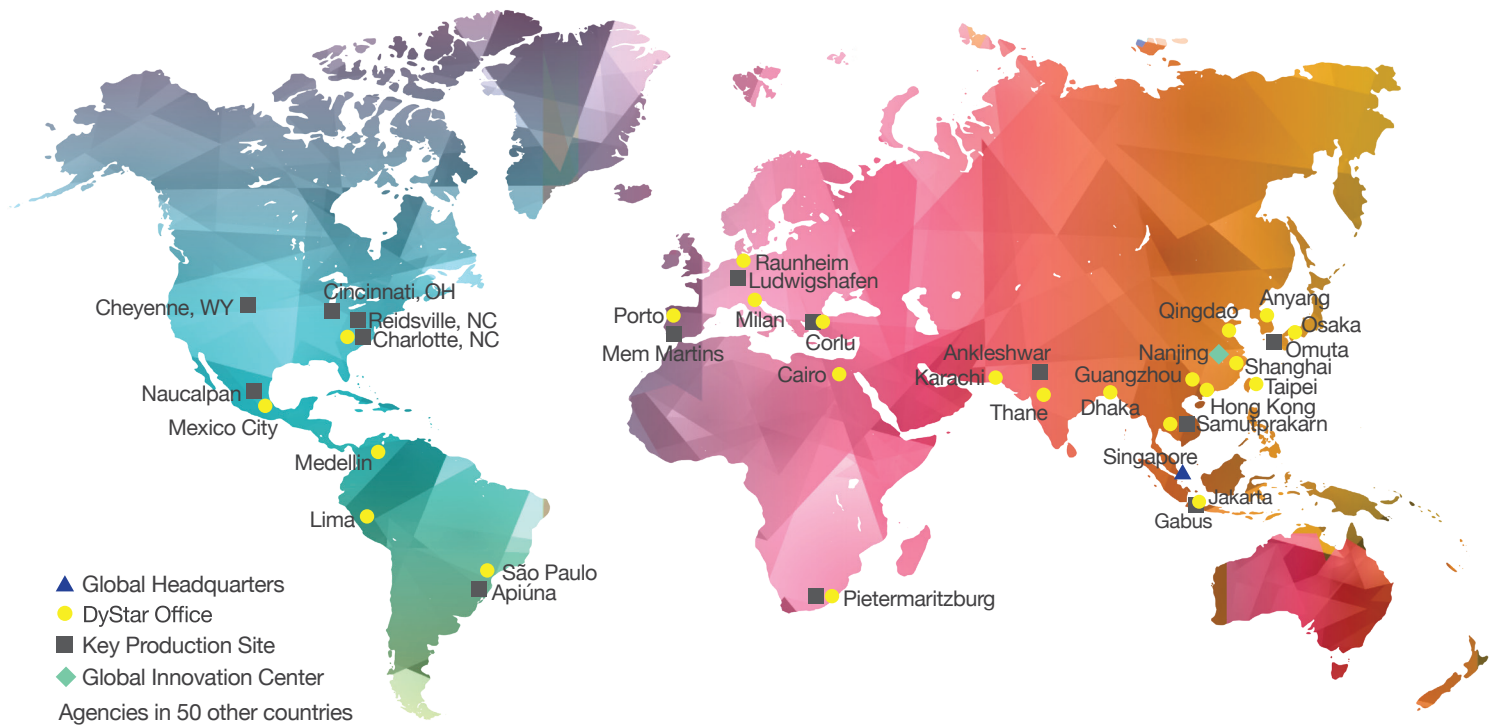 Cheyenne, WY
Cincinnati, OH
Reidsville, NC
Charlotte, NC
Naucalpan
Mexico City
Medellin
Lima
São Paulo
Apiúna
Raunheim
Ludwigshafen
Porto
Milan
Mem Martins
Corlu
Cairo
Pietermaritzburg
Karachi
Ankleshwar
Thane
Dhaka
Guangzhou
Nanjing
Qingdao
Anyang
Osaka
Omuta
Shanghai
Taipei
Hong Kong
Samutprakarn
Singapore
Jakarta
Gabus
Global Headquarters
DyStar Office
Key Production Site
Global Innovation Center
Agencies in 50 other countries